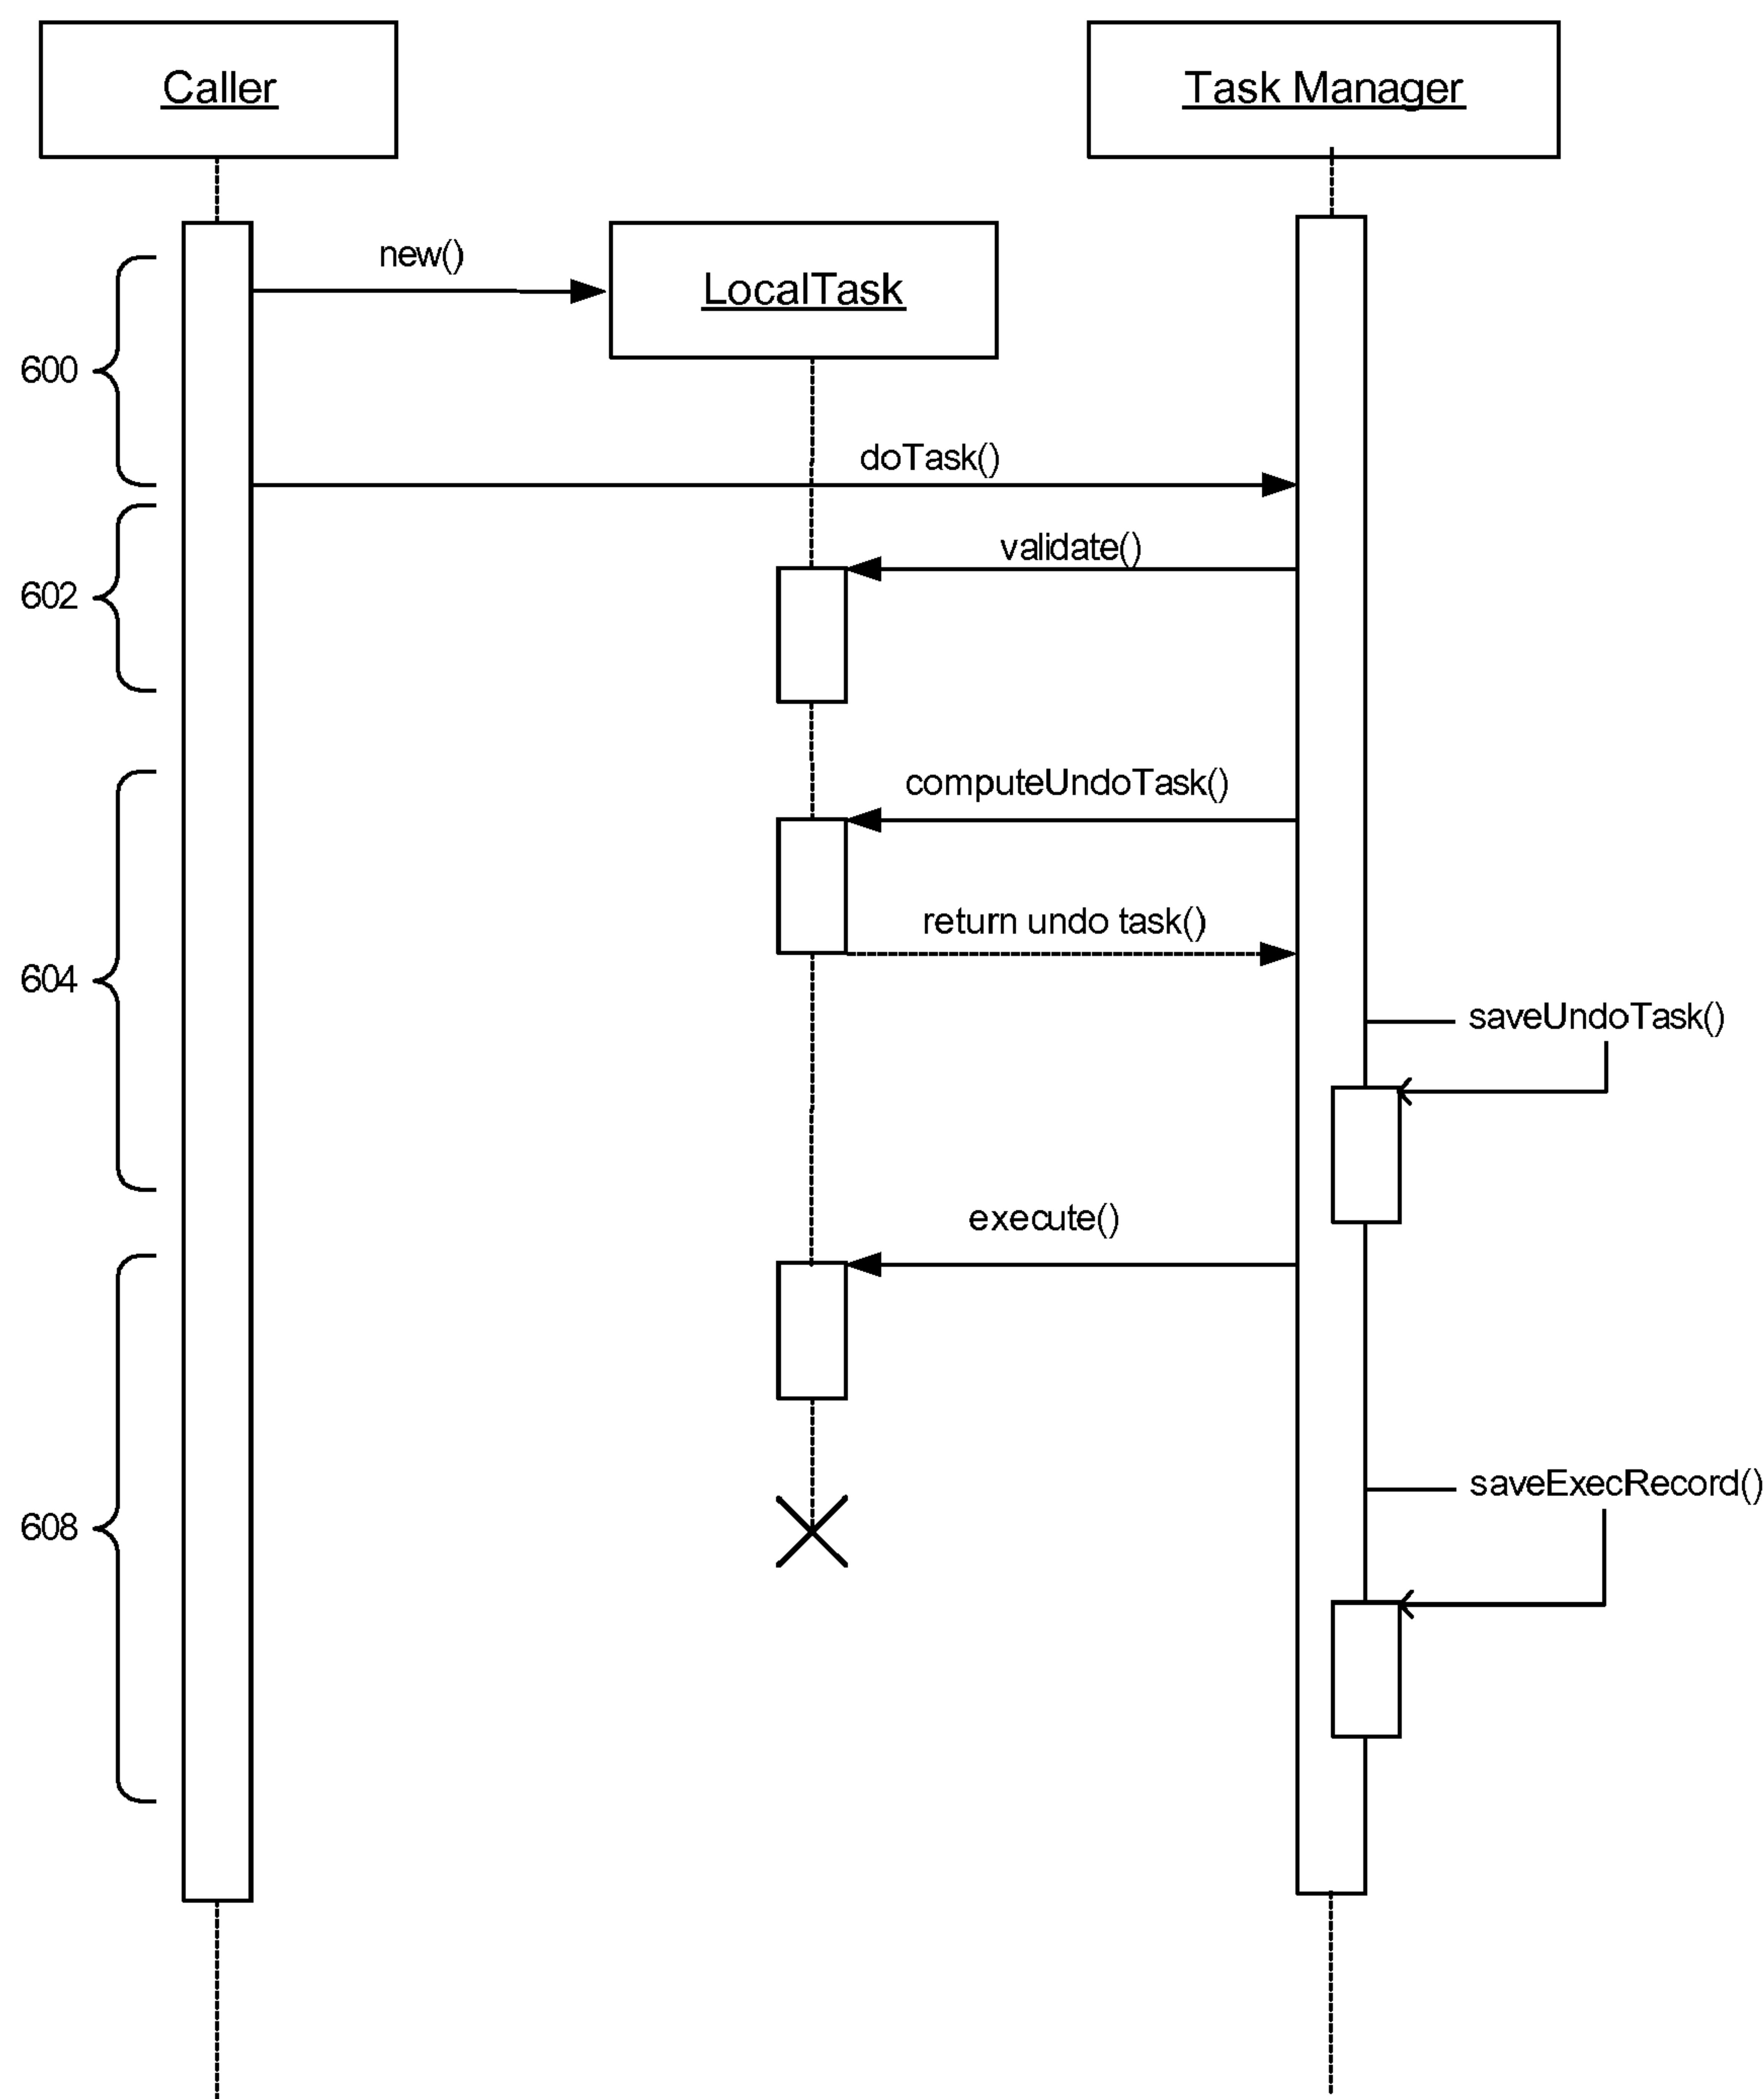 Caller
Task Manager
new()
LocalTask
600
doTask()
validate()
602
computeUndoTask()
return undo task()
604
saveUndoTask()
execute()
saveExecRecord()
608